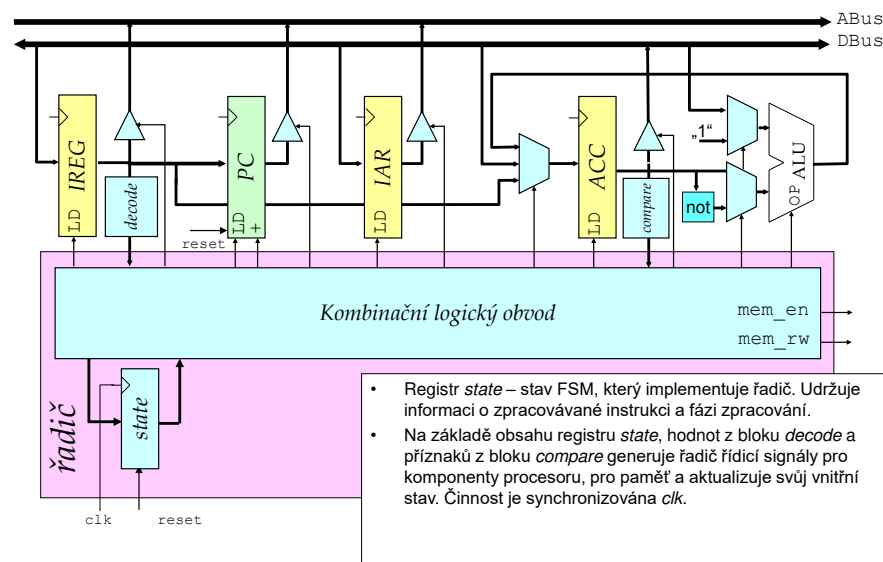 ABus
DBus
IREG
LD
decode
PC
LD
+
reset
IAR
LD
ACC
LD
compare
„1“
not
ALU
OP
Kombinační logický obvod
mem_en
mem_rw
řadič
state
clk
reset
• Registr state – stav FSM, který implementuje řadič. Udržuje
informaci o zpracovávané instrukci a fázi zpracování.
• Na základě obsahu registru state, hodnot z bloku decode a
příznaků z bloku compare generuje řadič řídicí signály pro
komponenty procesoru, pro paměť a aktualizuje svůj vnitřní
stav. Činnost je synchronizována clk.